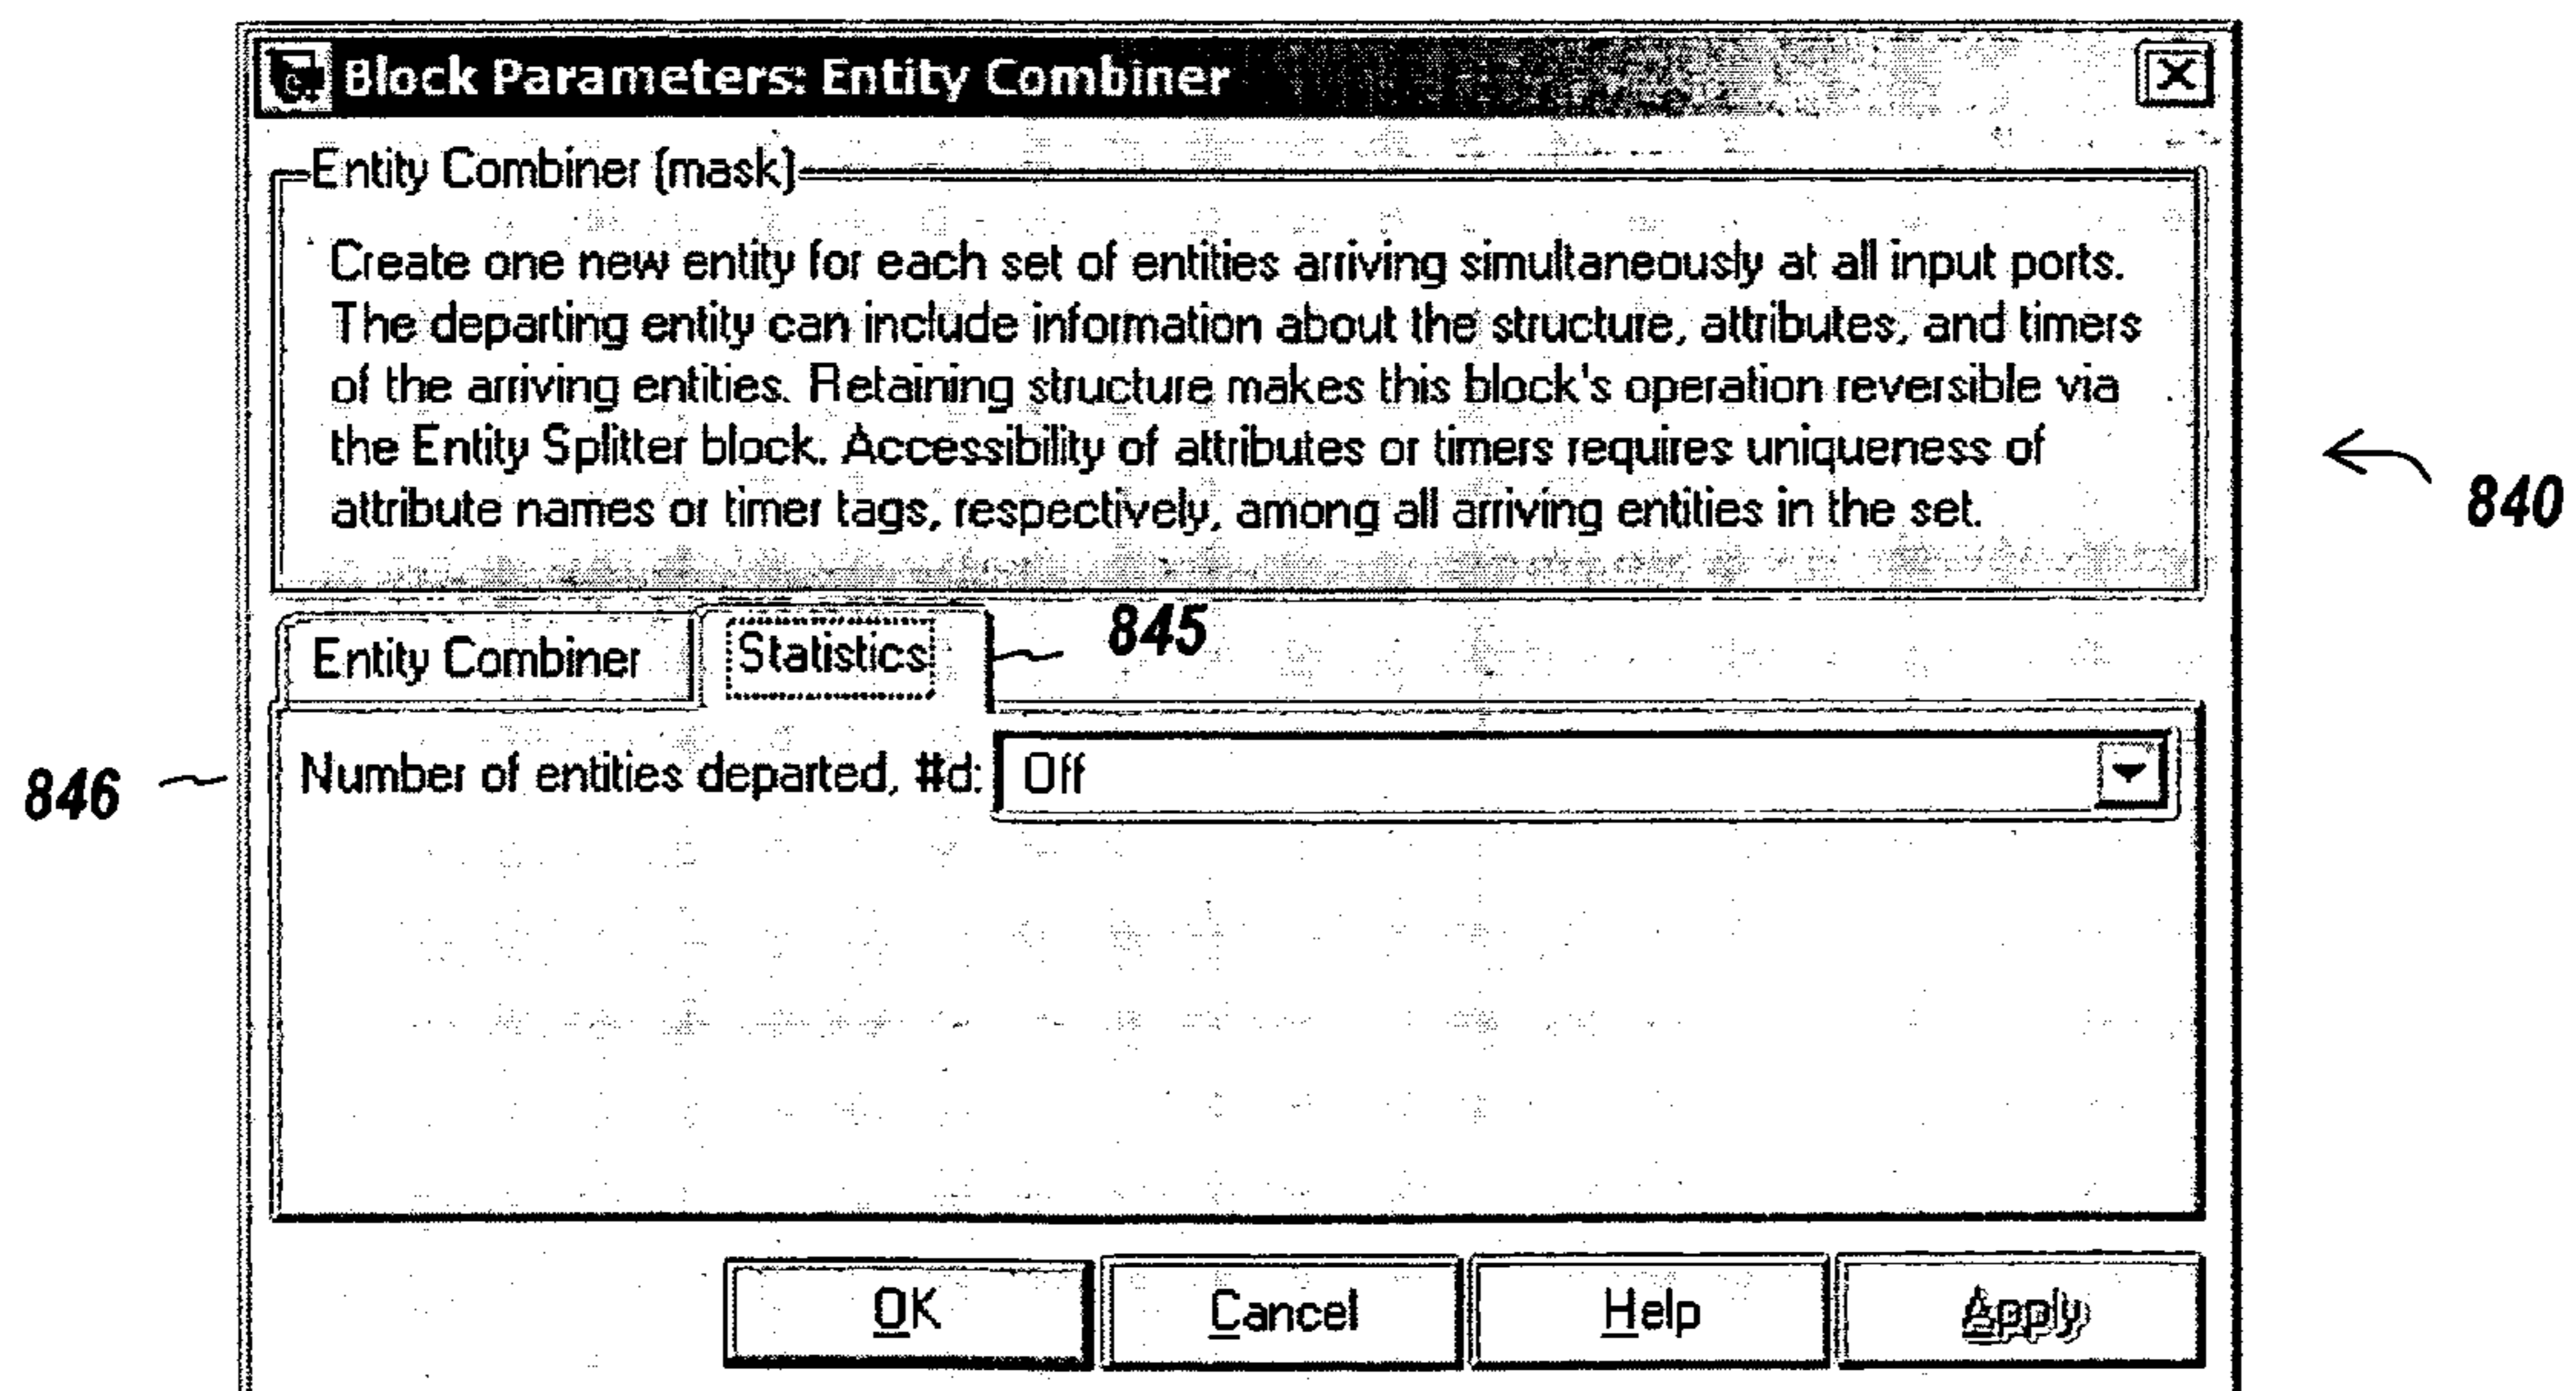 Block Parameters: Entity Combiner
Entity Combiner (mask)
Create one new entity for each set of entities arriving simultaneously at all input ports.
The departing entity can include information about the structure, attributes, and timers
of the arriving entities. Retaining structure makes this block's operation reversible via
the Entity Splitter block. Accessibility of attributes or timers requires uniqueness of
attribute names or timer tags, respectively, among all arriving entities in the set.
840
Entity Combiner
Statistics
845
846
Number of entities departed, #d: Off
OK
Cancel
Help
Apply